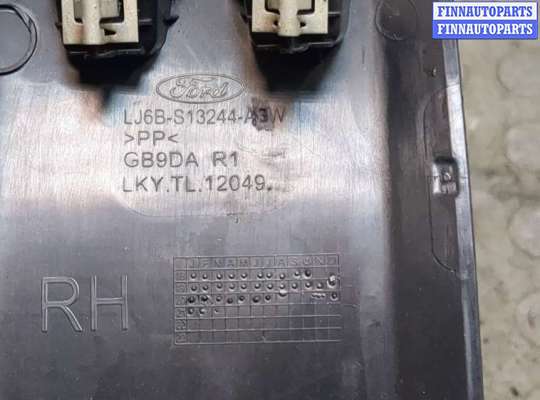 FINNAUTOPARTS
FINNAUTOPARTS
Ford
LJ6B-S13244-A3W
>PP<
GB9DA R1
LKY.TL.12049.
J F M A M J J A S O N D
RH